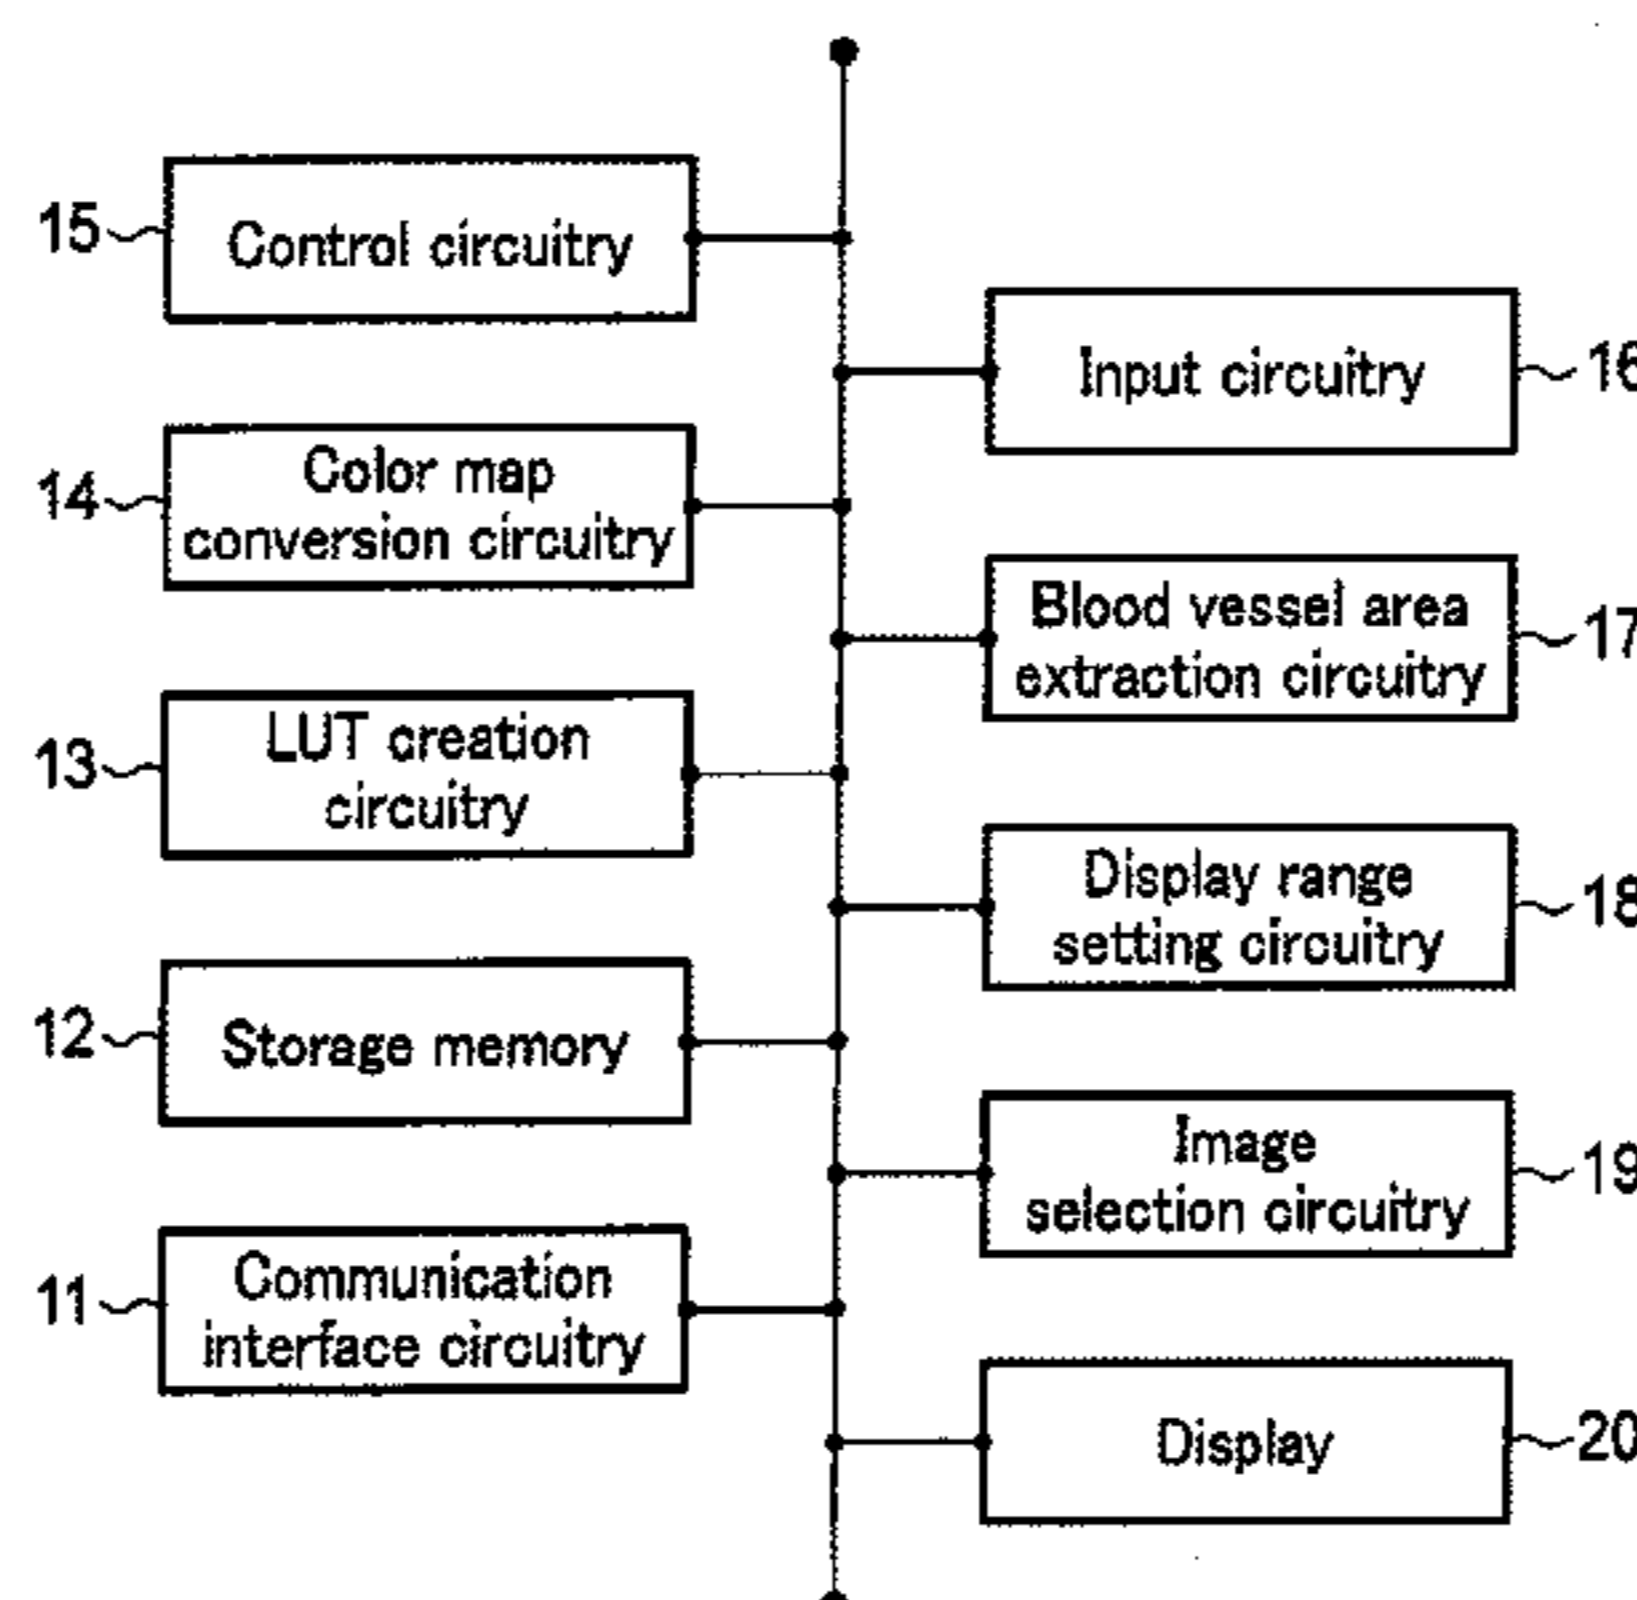 15
Control circuitry
Input circuitry
16
14
Color map
conversion circuitry
Blood vessel area
extraction circuitry
17
13
LUT creation
circuitry
Display range
setting circuitry
18
12
Storage memory
Image
selection circuitry
19
11
Communication
interface circuitry
Display
20